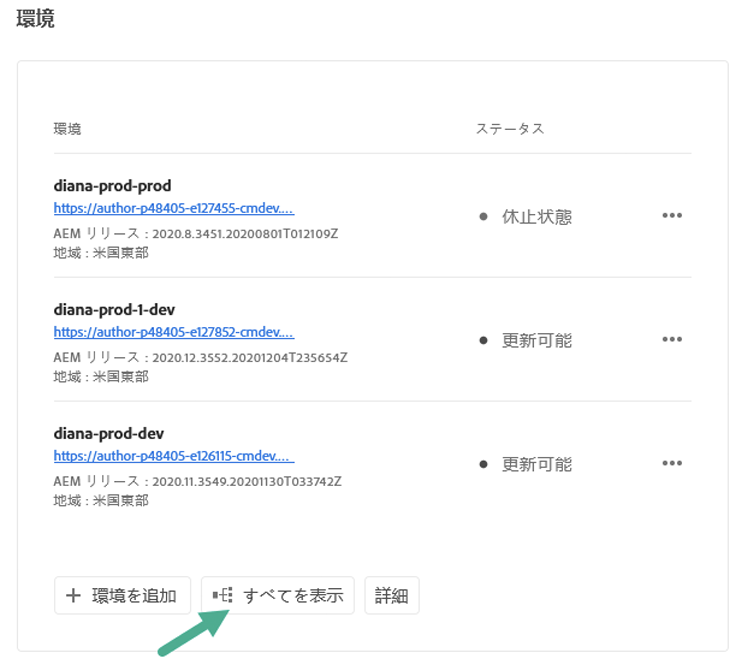 環境
環境 ステータス
diana-prod-prod
https://author-p48405-e127455-cmdev....
AEM リリース : 2020.8.3451.20200801T012109Z
地域 : 米国東部
休止状態
diana-prod-1-dev
https://author-p48405-e127852-cmdev....
AEM リリース : 2020.12.3552.20201204T235654Z
地域 : 米国東部
更新可能
diana-prod-dev
https://author-p48405-e126115-cmdev....
AEM リリース : 2020.11.3549.20201130T033742Z
地域 : 米国東部
更新可能
環境を追加 すべてを表示 詳細